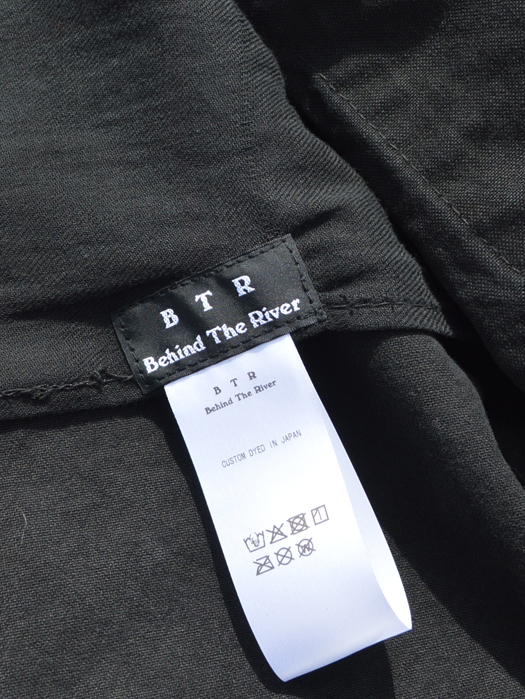 B T R
Behind The River
B T R
Behind The River
CUSTOM DYED IN JAPAN